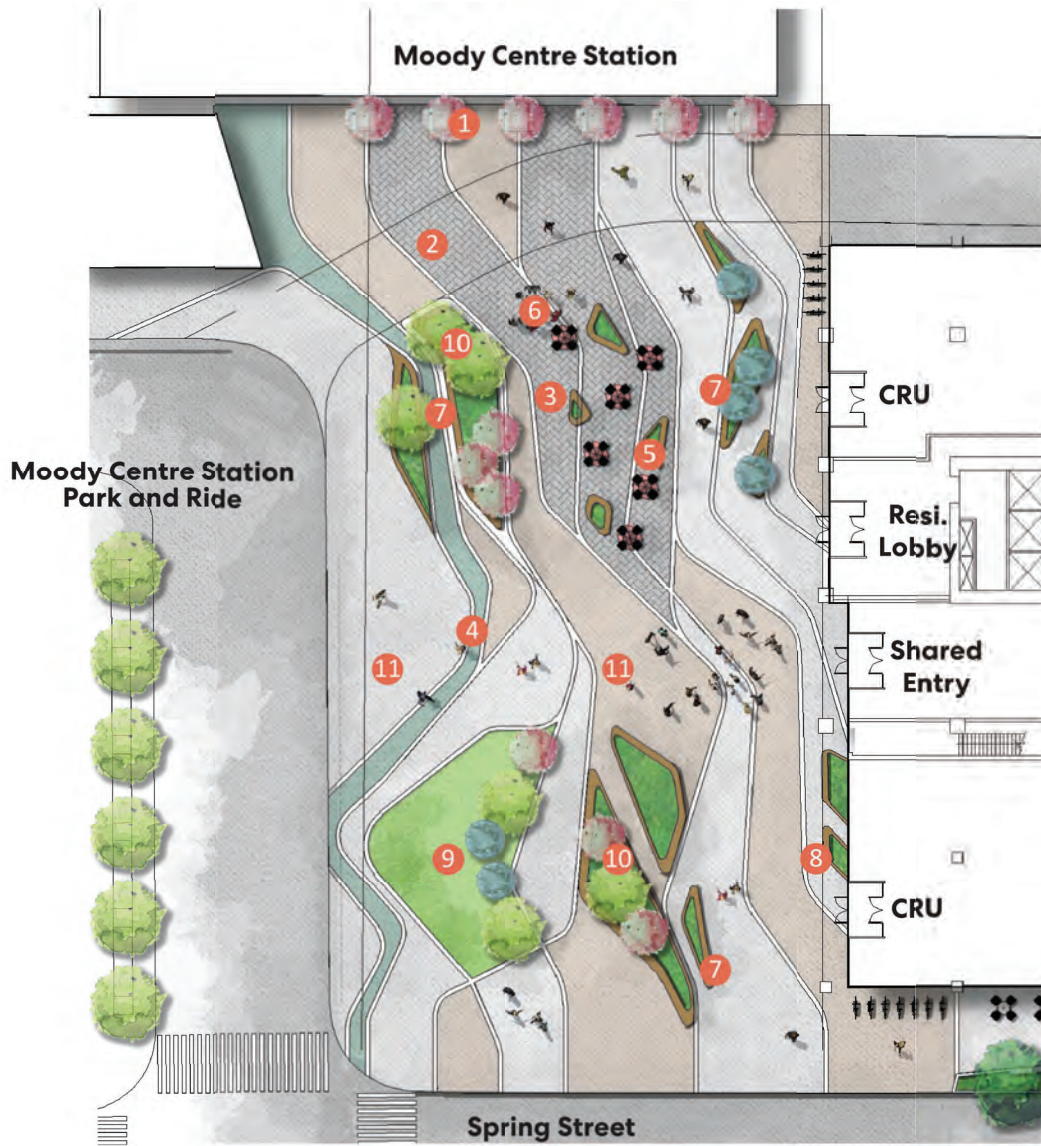 Moody Centre Station
1
2
6
10
3
7
7
CRU
5
Moody Centre Station
Park and Ride
Resi.
Lobby
4
11
11
Shared
Entry
9
10
8
CRU
7
Spring Street